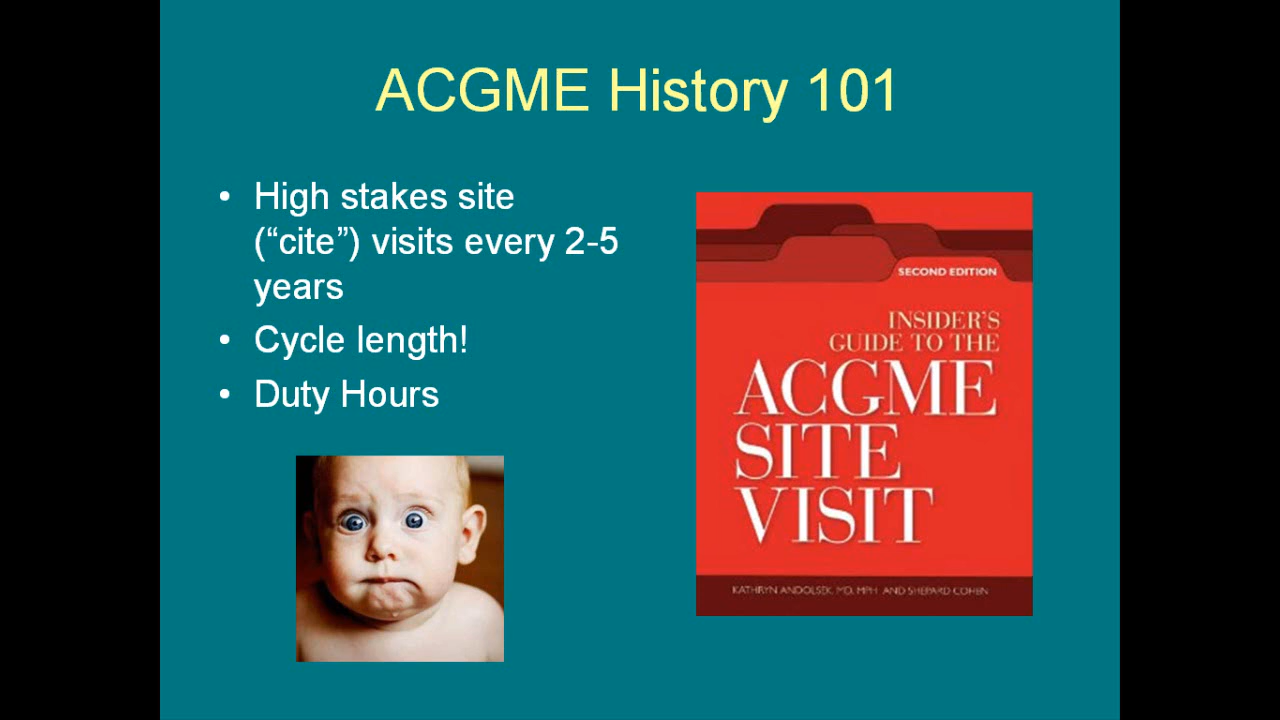 ACGME History 101
• High stakes site
(“cite”) visits every 2-5
years
• Cycle length!
• Duty Hours
SECOND EDITION
INSIDER'S
GUIDE TO THE
ACGME
SITE
VISIT
KATHRYN ANDOLSEK, MD, MPH AND SHEPARD COHEN